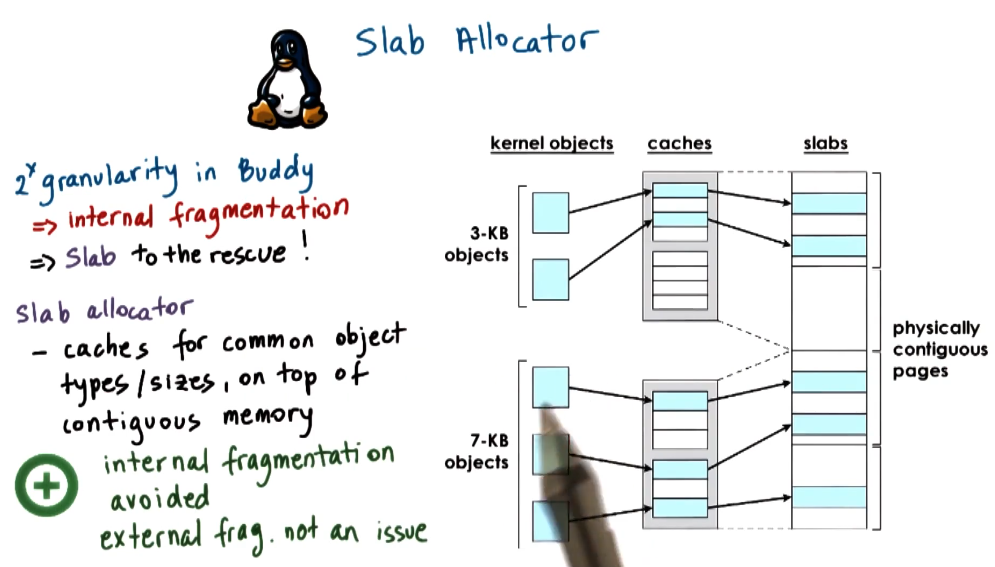 Slab Allocator
2^x granularity in Buddy
=> internal fragmentation
=> Slab to the rescue!
Slab allocator
- caches for common object
types/sizes, on top of
contiguous memory
+
internal fragmentation
avoided
external frag. not an issue
kernel objects
caches
slabs
3-KB
objects
7-KB
objects
physically
contiguous
pages